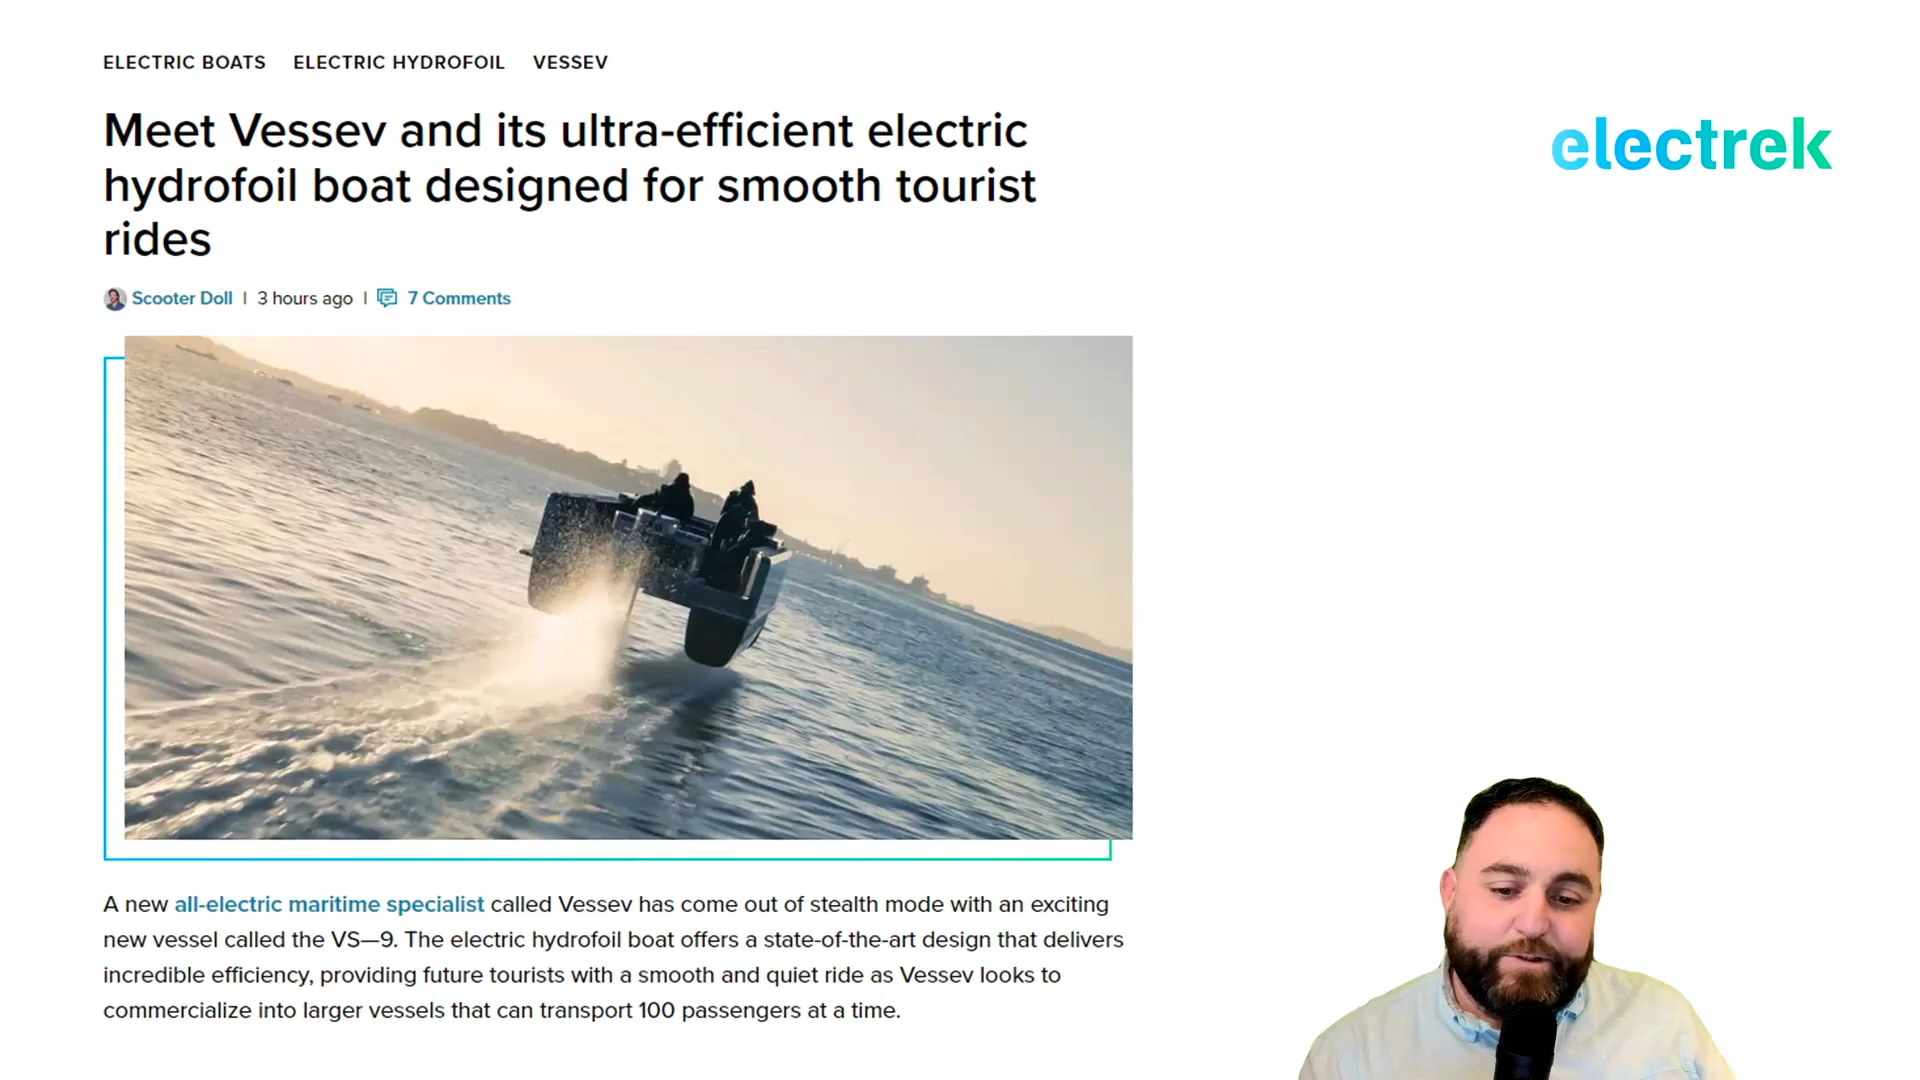 ELECTRIC BOATS ELECTRIC HYDROFOIL VESSEV
electrek
Meet Vessev and its ultra-efficient electric
hydrofoil boat designed for smooth tourist
rides
Scooter Doll | 3 hours ago | 7 Comments
A new all-electric maritime specialist called Vessev has come out of stealth mode with an exciting
new vessel called the VS—9. The electric hydrofoil boat offers a state-of-the-art design that delivers
incredible efficiency, providing future tourists with a smooth and quiet ride as Vessev looks to
commercialize into larger vessels that can transport 100 passengers at a time.